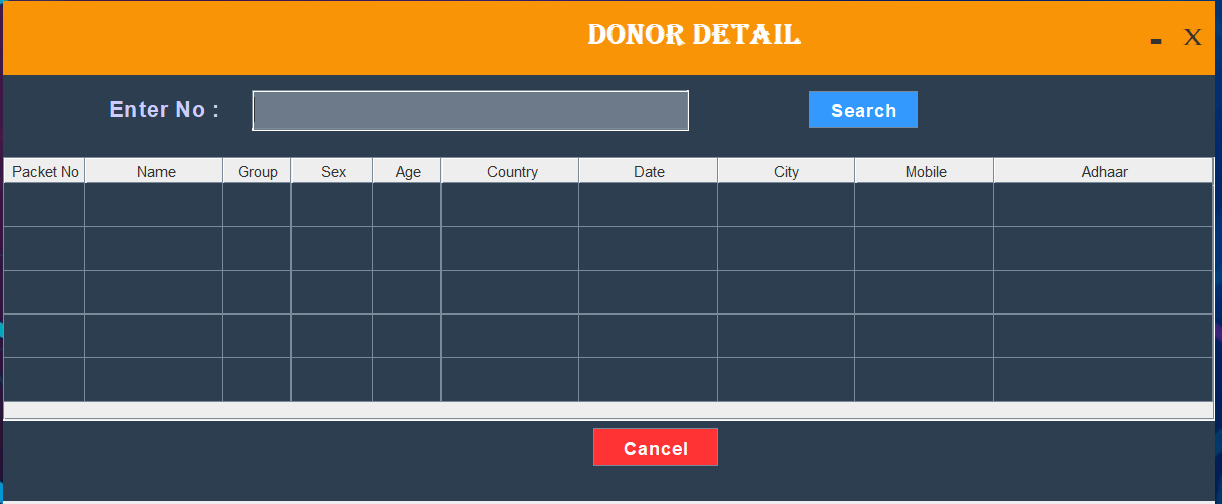 DONOR DETAIL - X
Enter No : Search
Packet No Name Group Sex Age Country Date City Mobile Adhaar
Cancel